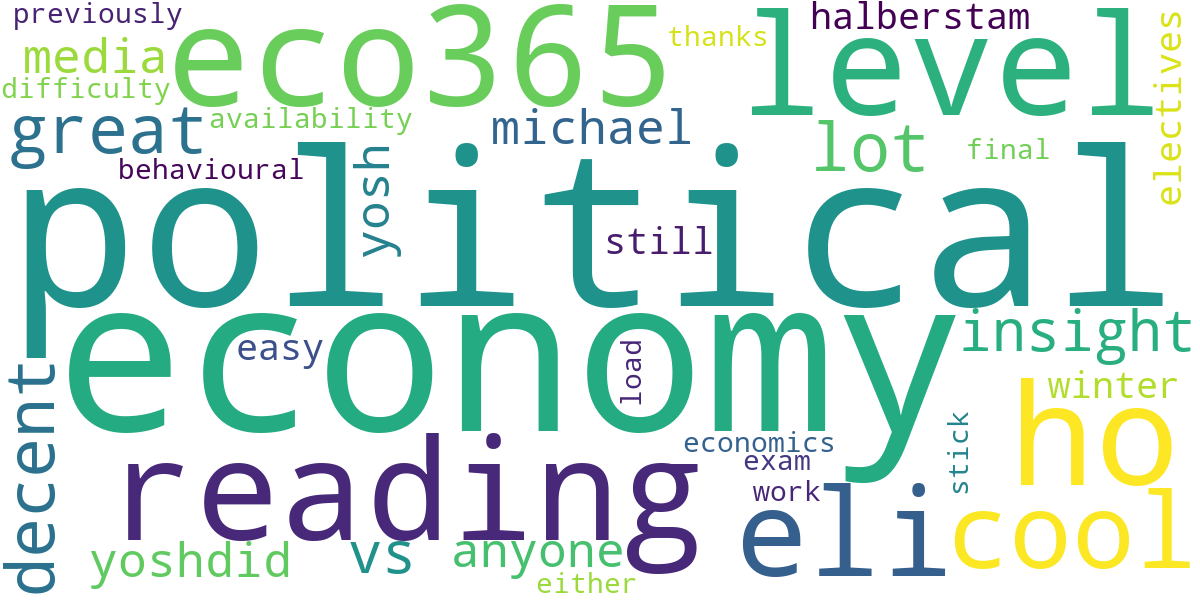 previously
eco365
level
halberstam
thanks
media
difficulty
great
availability
michael
lot
final
electives
behavioural
yosh
political
still
economy
easy
load
insight
winter
ho
decent
reading
economics
exam
work
stick
eli
cool
yoshdid
vs
anyone
either